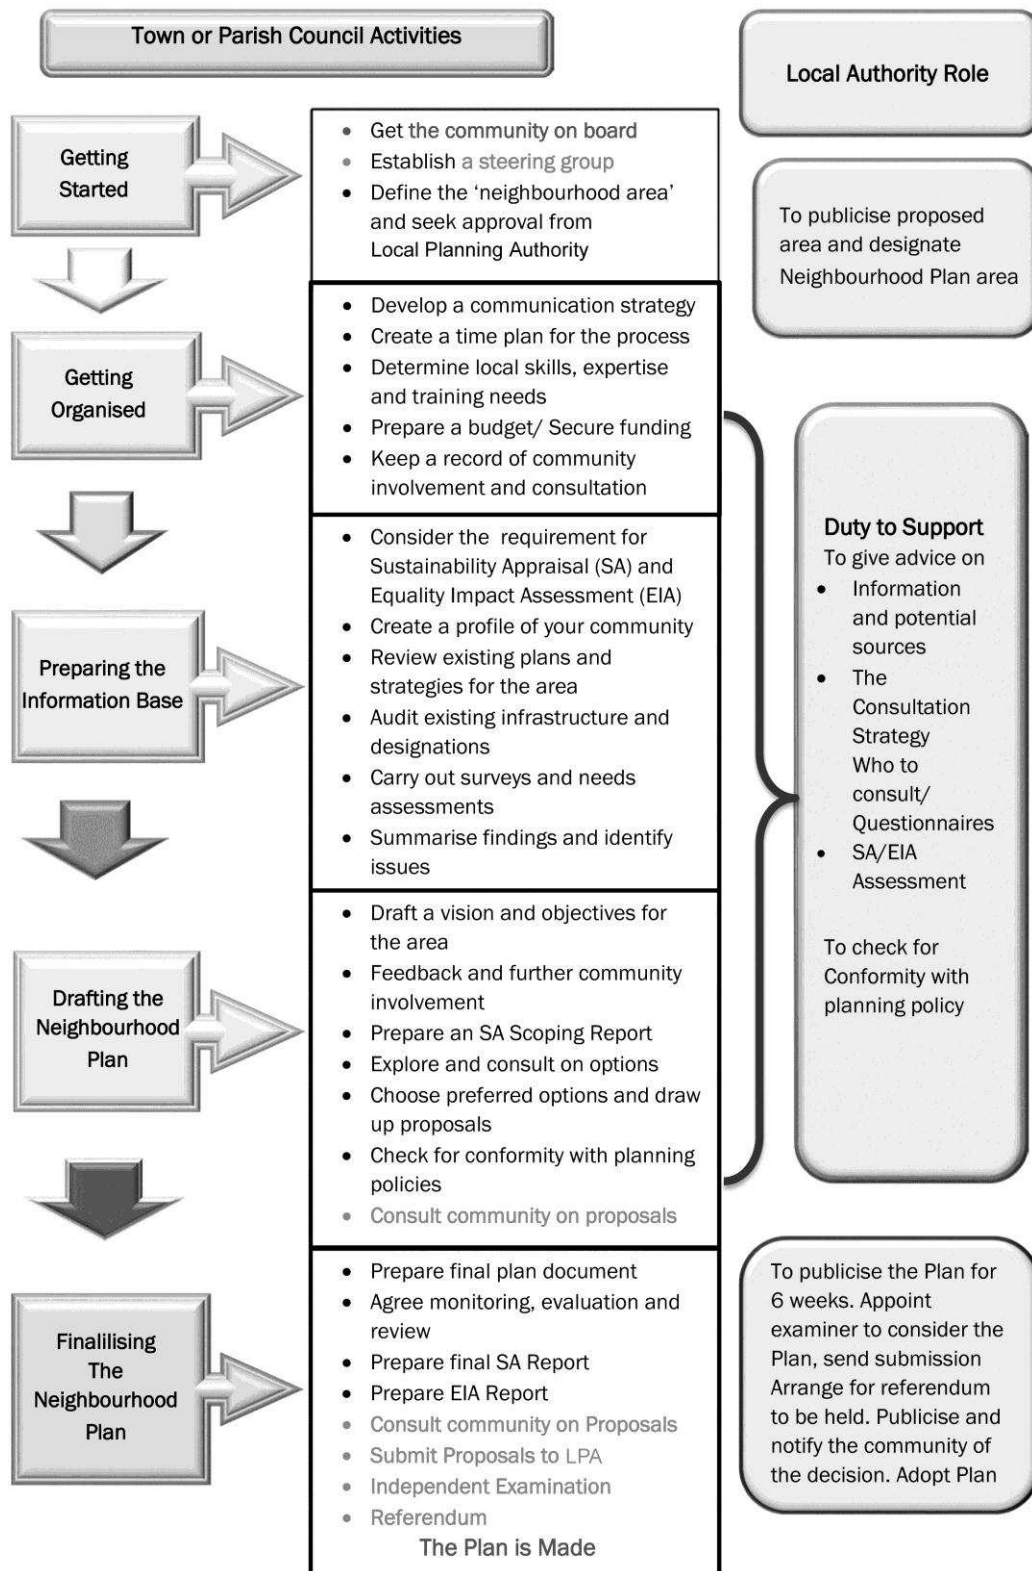 Town or Parish Council Activities
Local Authority Role
Getting
Started
• Get the community on board
• Establish a steering group
• Define the ‘neighbourhood area’
and seek approval from
Local Planning Authority
To publicise proposed
area and designate
Neighbourhood Plan area
Getting
Organised
• Develop a communication strategy
• Create a time plan for the process
• Determine local skills, expertise
and training needs
• Prepare a budget/ Secure funding
• Keep a record of community
involvement and consultation
Preparing the
Information Base
• Consider the requirement for
Sustainability Appraisal (SA) and
Equality Impact Assessment (EIA)
• Create a profile of your community
• Review existing plans and
strategies for the area
• Audit existing infrastructure and
designations
• Carry out surveys and needs
assessments
• Summarise findings and identify
issues
Duty to Support
To give advice on
• Information
and potential
sources
• The
Consultation
Strategy
Who to
consult/
Questionnaires
• SA/EIA
Assessment
To check for
Conformity with
planning policy
Drafting the
Neighbourhood
Plan
• Draft a vision and objectives for
the area
• Feedback and further community
involvement
• Prepare an SA Scoping Report
• Explore and consult on options
• Choose preferred options and draw
up proposals
• Check for conformity with planning
policies
• Consult community on proposals
Finalilising
The
Neighbourhood
Plan
• Prepare final plan document
• Agree monitoring, evaluation and
review
• Prepare final SA Report
• Prepare EIA Report
• Consult community on Proposals
• Submit Proposals to LPA
• Independent Examination
• Referendum
The Plan is Made
To publicise the Plan for
6 weeks. Appoint
examiner to consider the
Plan, send submission
Arrange for referendum
to be held. Publicise and
notify the community of
the decision. Adopt Plan